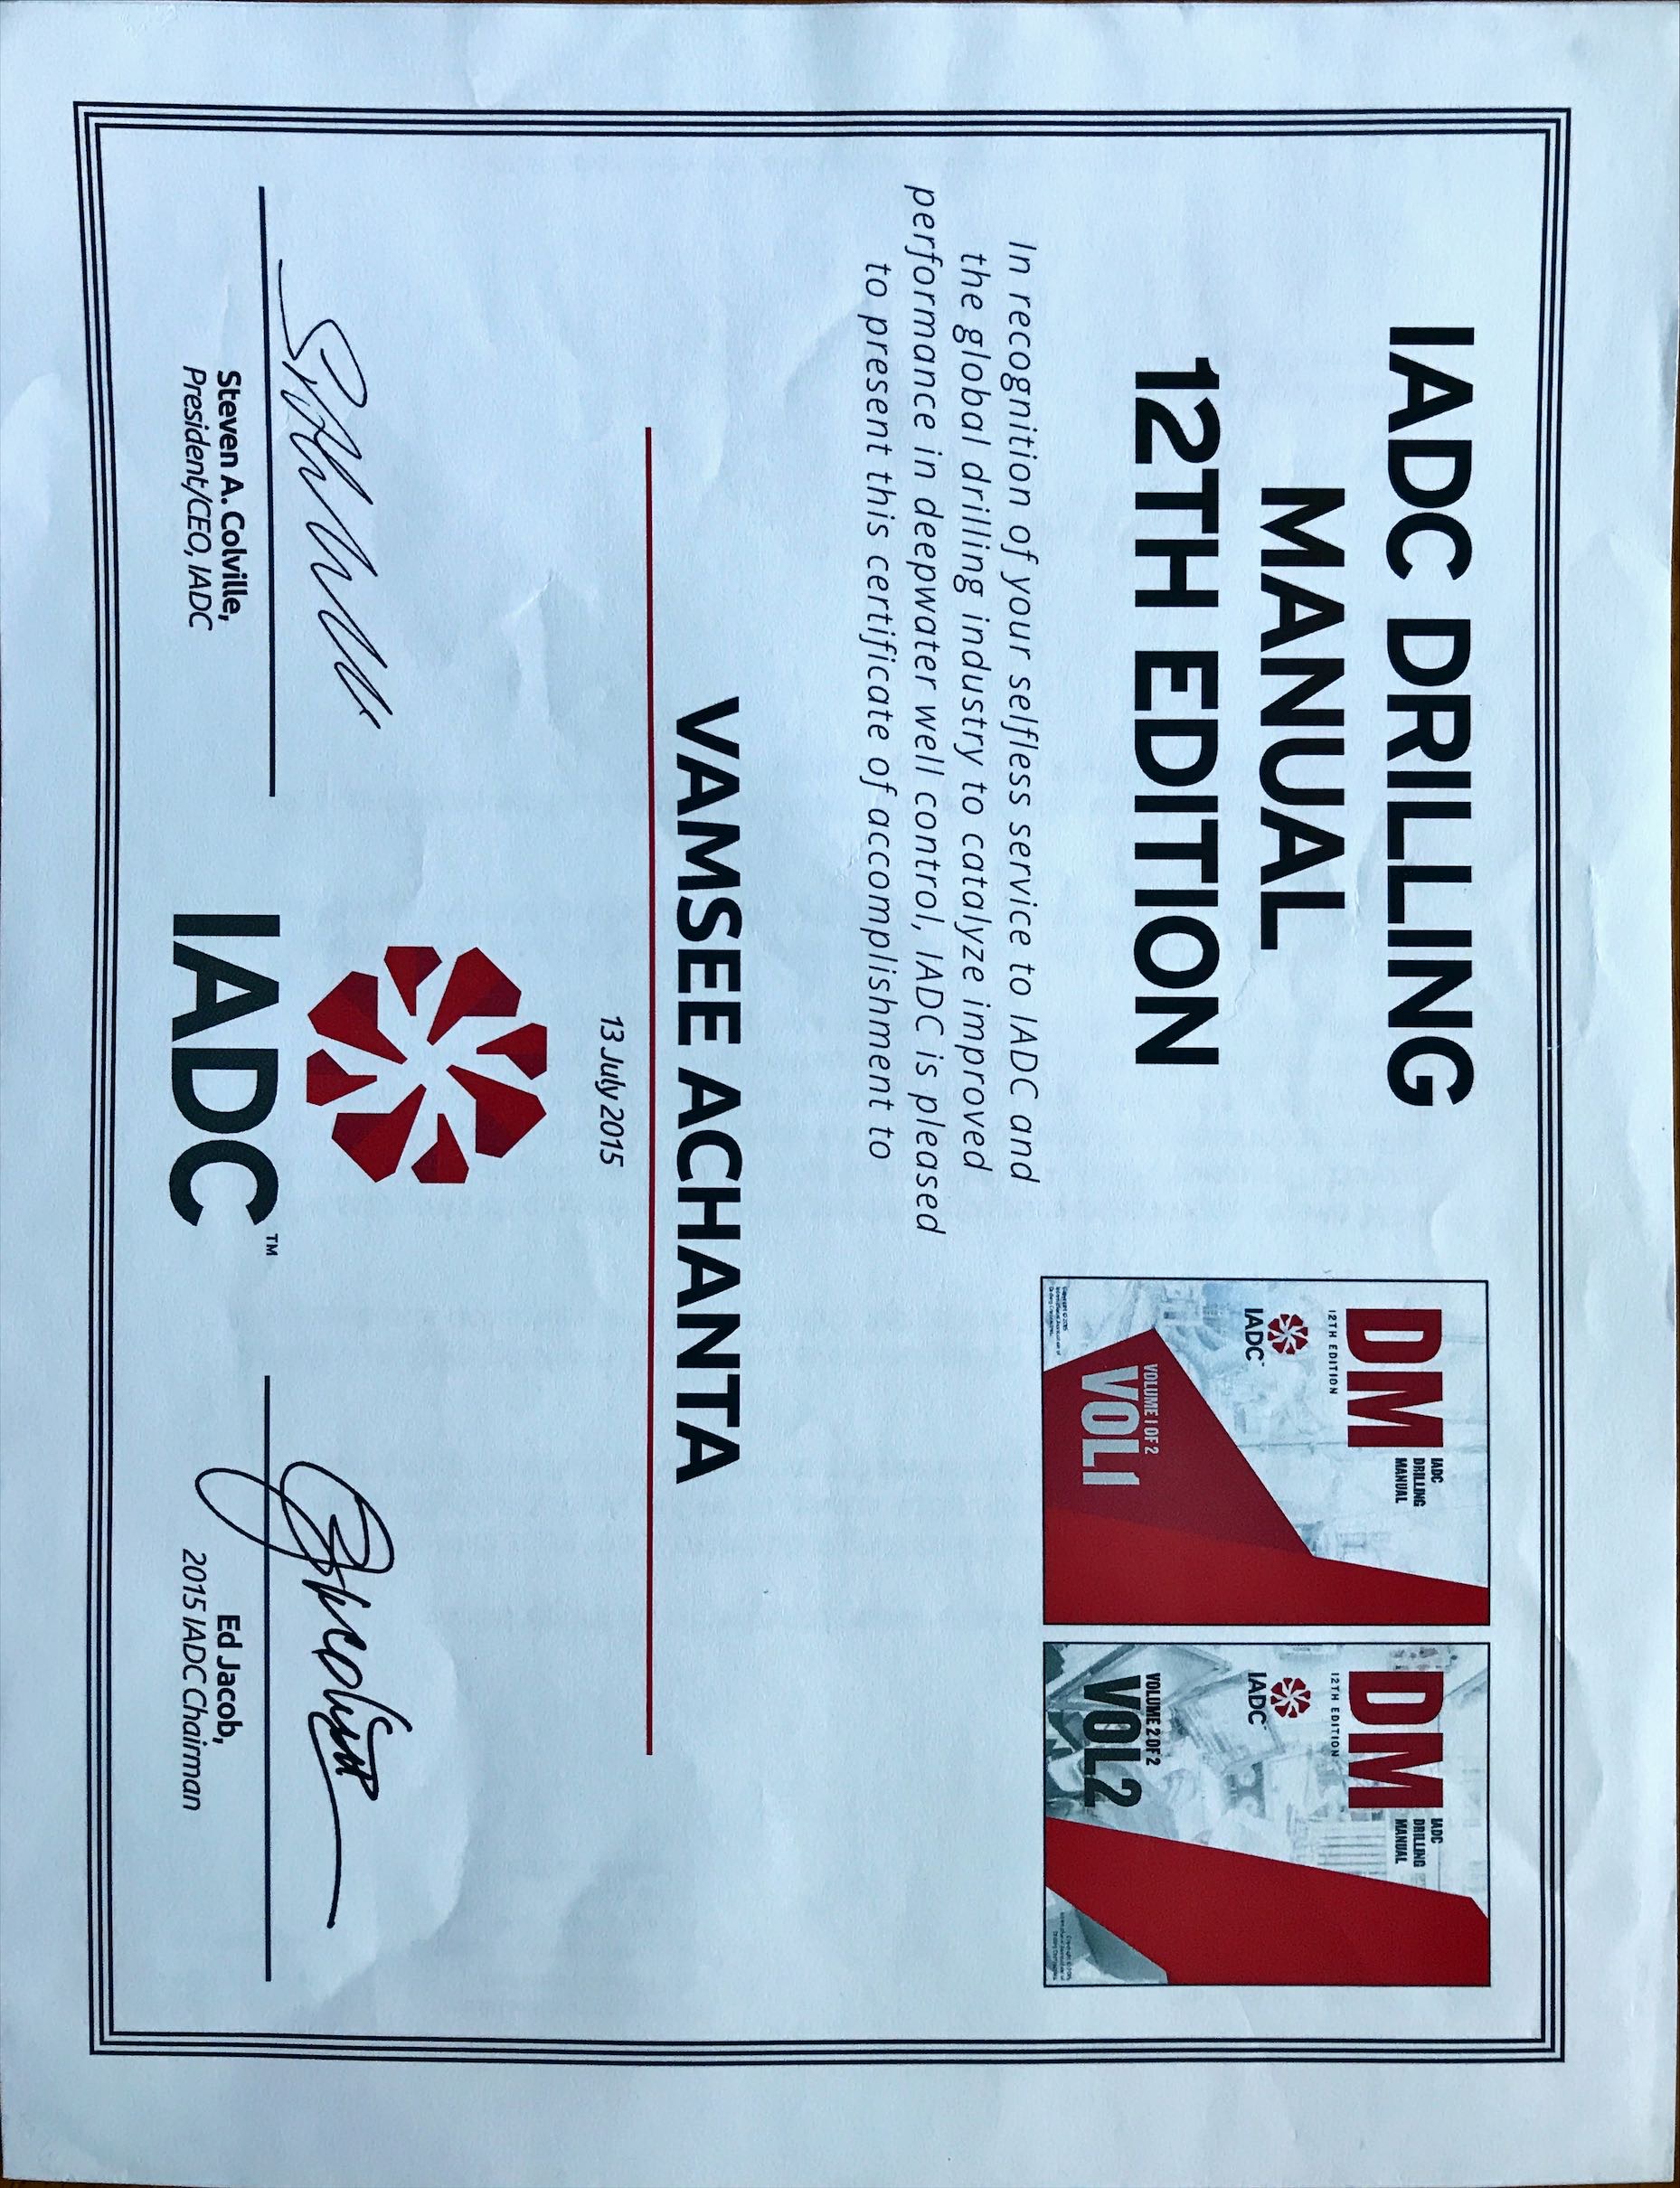 IADC DRILLING
MANUAL
12TH EDITION
In recognition of your selfless service to IADC and
the global drilling industry to catalyze improved
performance in deepwater well control, IADC is pleased
to present this certificate of accomplishment to
DM
IADC
DRILLING
MANUAL
12TH EDITION
IADC
VOLUME 1 OF 2
VOL1
DM
IADC
DRILLING
MANUAL
12TH EDITION
IADC
VOLUME 2 OF 2
VOL2
VAMSEE ACHANTA
13 July 2015
IADC™
Steven A. Colville,
President/CEO, IADC
Ed Jacob,
2015 IADC Chairman